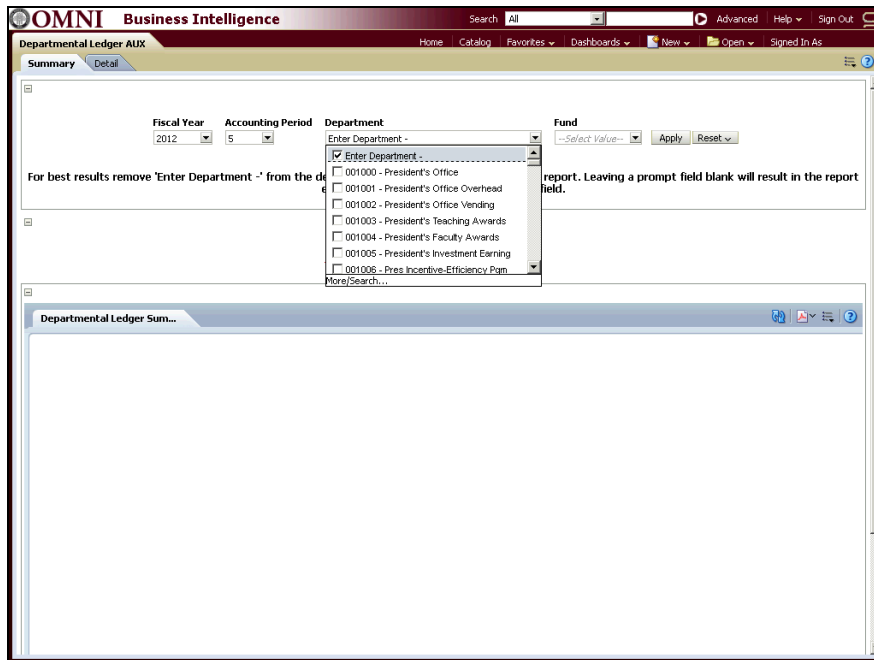 OMNI Business Intelligence Search All Advanced Help Sign Out
Departmental Ledger AUX Home Catalog Favorites Dashboards New Open Signed In As
Summary Detail
Fiscal Year Accounting Period Department Fund
2012 5 Enter Department - --Select Value-- Apply Reset
Enter Department -
001000 - President's Office
For best results remove 'Enter Department -' from the de report. Leaving a prompt field blank will result in the report
001001 - President's Office Overhead
field.
001002 - President's Office Vending
001003 - President's Teaching Awards
001004 - President's Faculty Awards
001005 - President's Investment Earning
001006 - Pres Incentive-Efficiency Pgm
More/Search...
Departmental Ledger Sum...